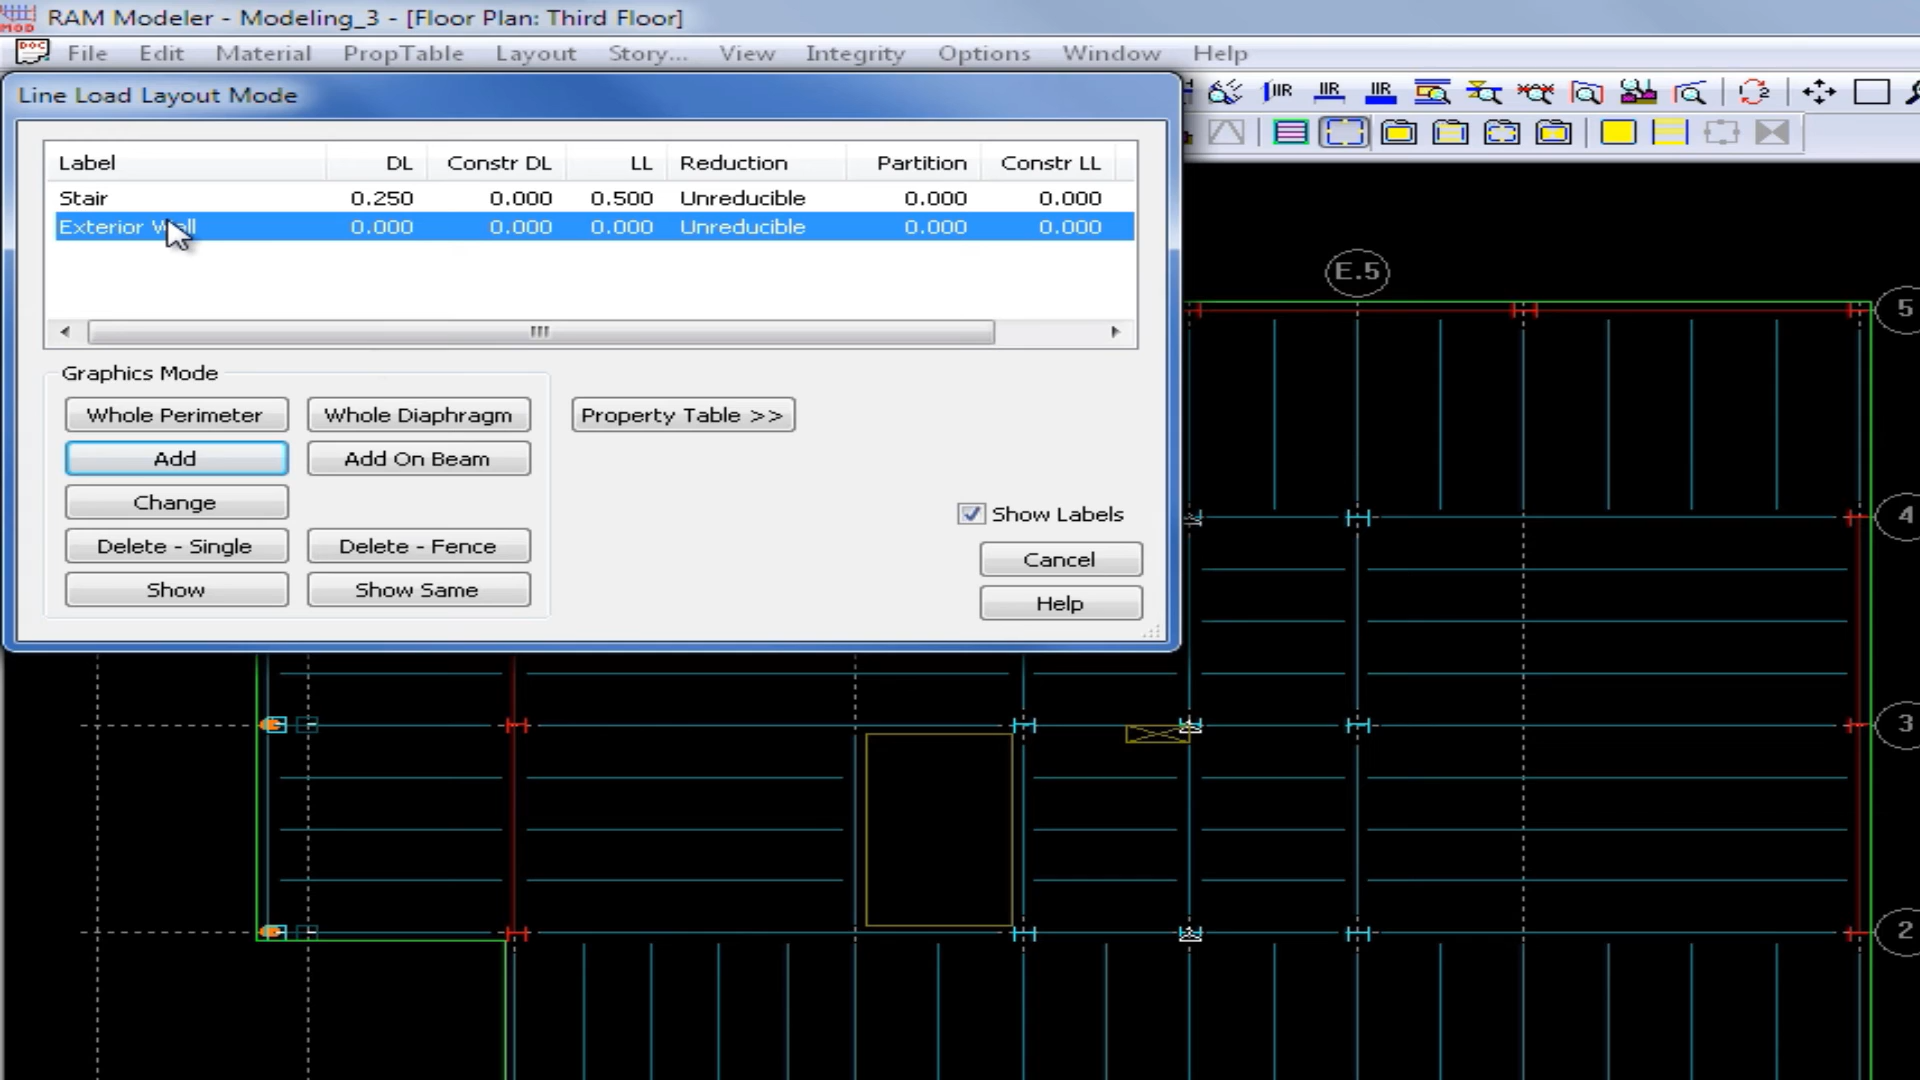 RAM Modeler - Modeling_3 - [Floor Plan: Third Floor]
MOD
DOC File Edit Material PropTable Layout Story... View Integrity Options Window Help
Line Load Layout Mode
Label DL Constr DL LL Reduction Partition Constr LL
Stair 0.250 0.000 0.500 Unreducible 0.000 0.000
Exterior Wall 0.000 0.000 0.000 Unreducible 0.000 0.000
Graphics Mode
Whole Perimeter Whole Diaphragm Property Table >>
Add Add On Beam
Change
Show Labels
Delete - Single Delete - Fence Cancel
Show Show Same Help
E.5
5
4
3
2